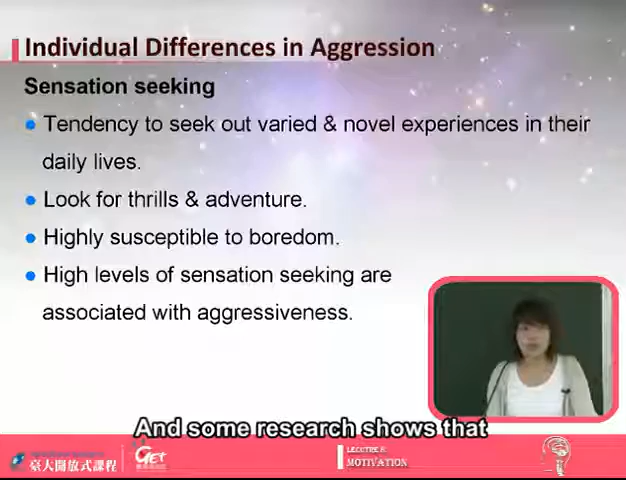 Individual Differences in Aggression
Sensation seeking
Tendency to seek out varied & novel experiences in their
daily lives.
Look for thrills & adventure.
Highly susceptible to boredom.
High levels of sensation seeking are
associated with aggressiveness.
And some research shows that
臺大開放式課程
GET
MOTIVATION